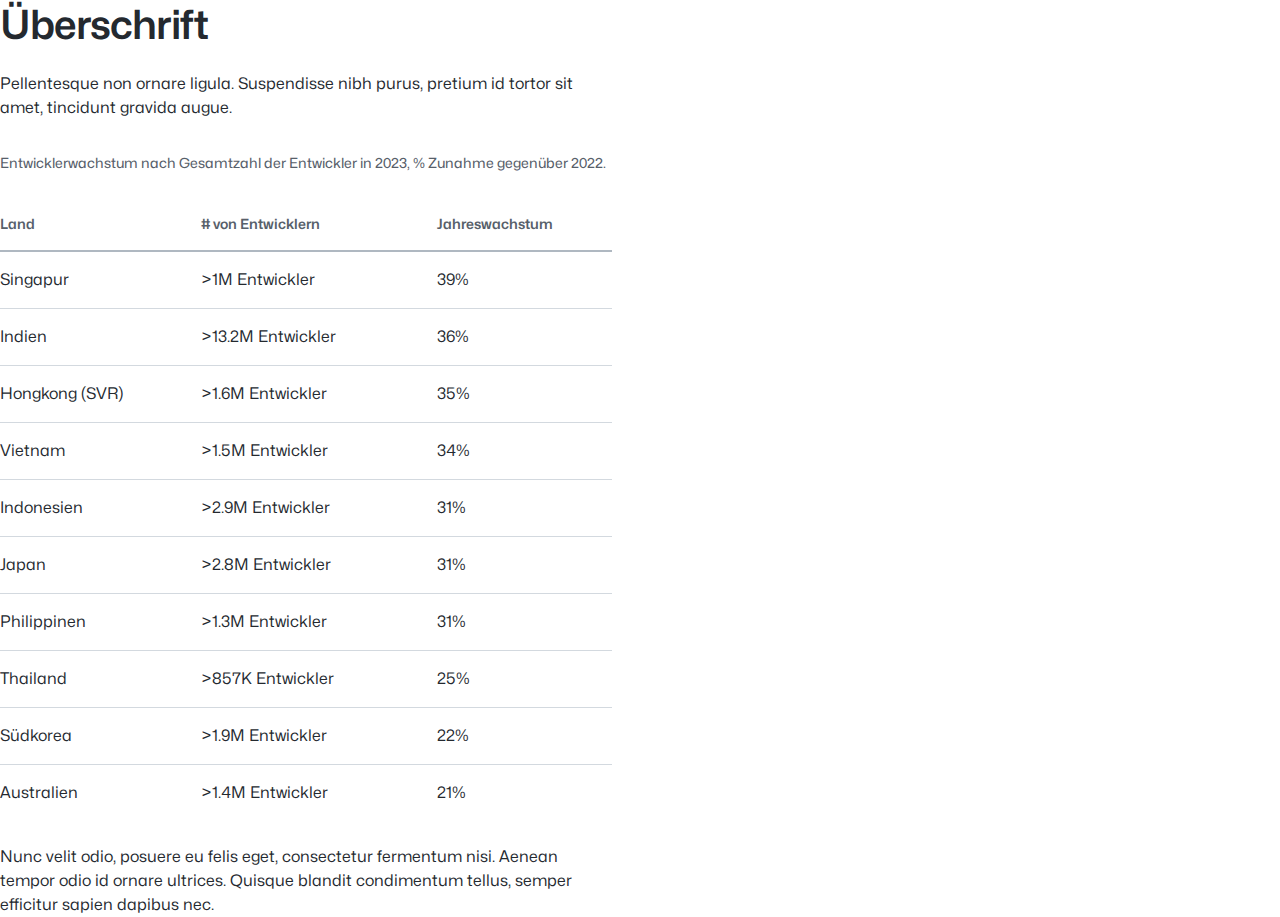 Überschrift
Pellentesque non ornare ligula. Suspendisse nibh purus, pretium id tortor sit
amet, tincidunt gravida augue.
Entwicklerwachstum nach Gesamtzahl der Entwickler in 2023, % Zunahme gegenüber 2022.
Land # von Entwicklern Jahreswachstum
Singapur >1M Entwickler 39%
Indien >13.2M Entwickler 36%
Hongkong (SVR) >1.6M Entwickler 35%
Vietnam >1.5M Entwickler 34%
Indonesien >2.9M Entwickler 31%
Japan >2.8M Entwickler 31%
Philippinen >1.3M Entwickler 31%
Thailand >857K Entwickler 25%
Südkorea >1.9M Entwickler 22%
Australien >1.4M Entwickler 21%
Nunc velit odio, posuere eu felis eget, consectetur fermentum nisi. Aenean
tempor odio id ornare ultrices. Quisque blandit condimentum tellus, semper
efficitur sapien dapibus nec.